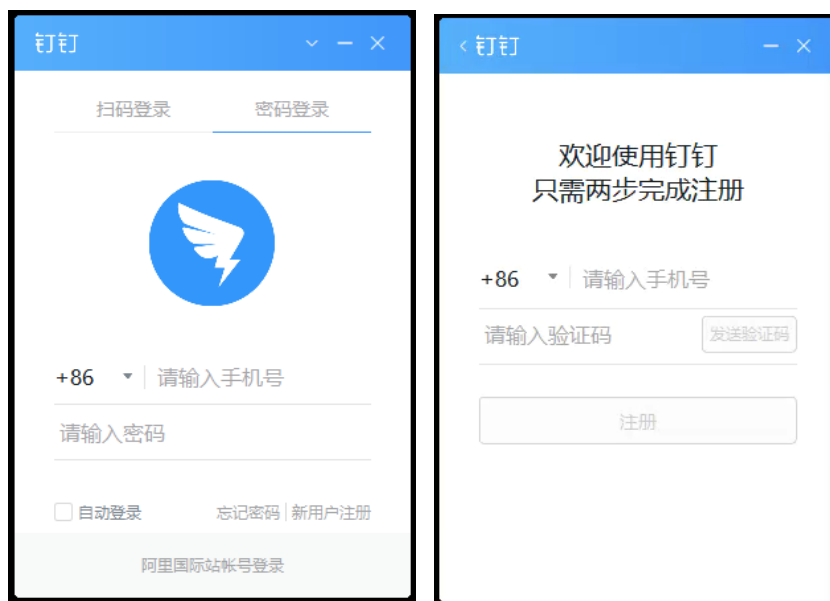 钉钉
扫码登录 密码登录
+86 请输入手机号
请输入密码
自动登录 忘记密码 新用户注册
阿里国际站帐号登录
钉钉
欢迎使用钉钉
只需两步完成注册
+86 请输入手机号
请输入验证码 发送验证码
注册